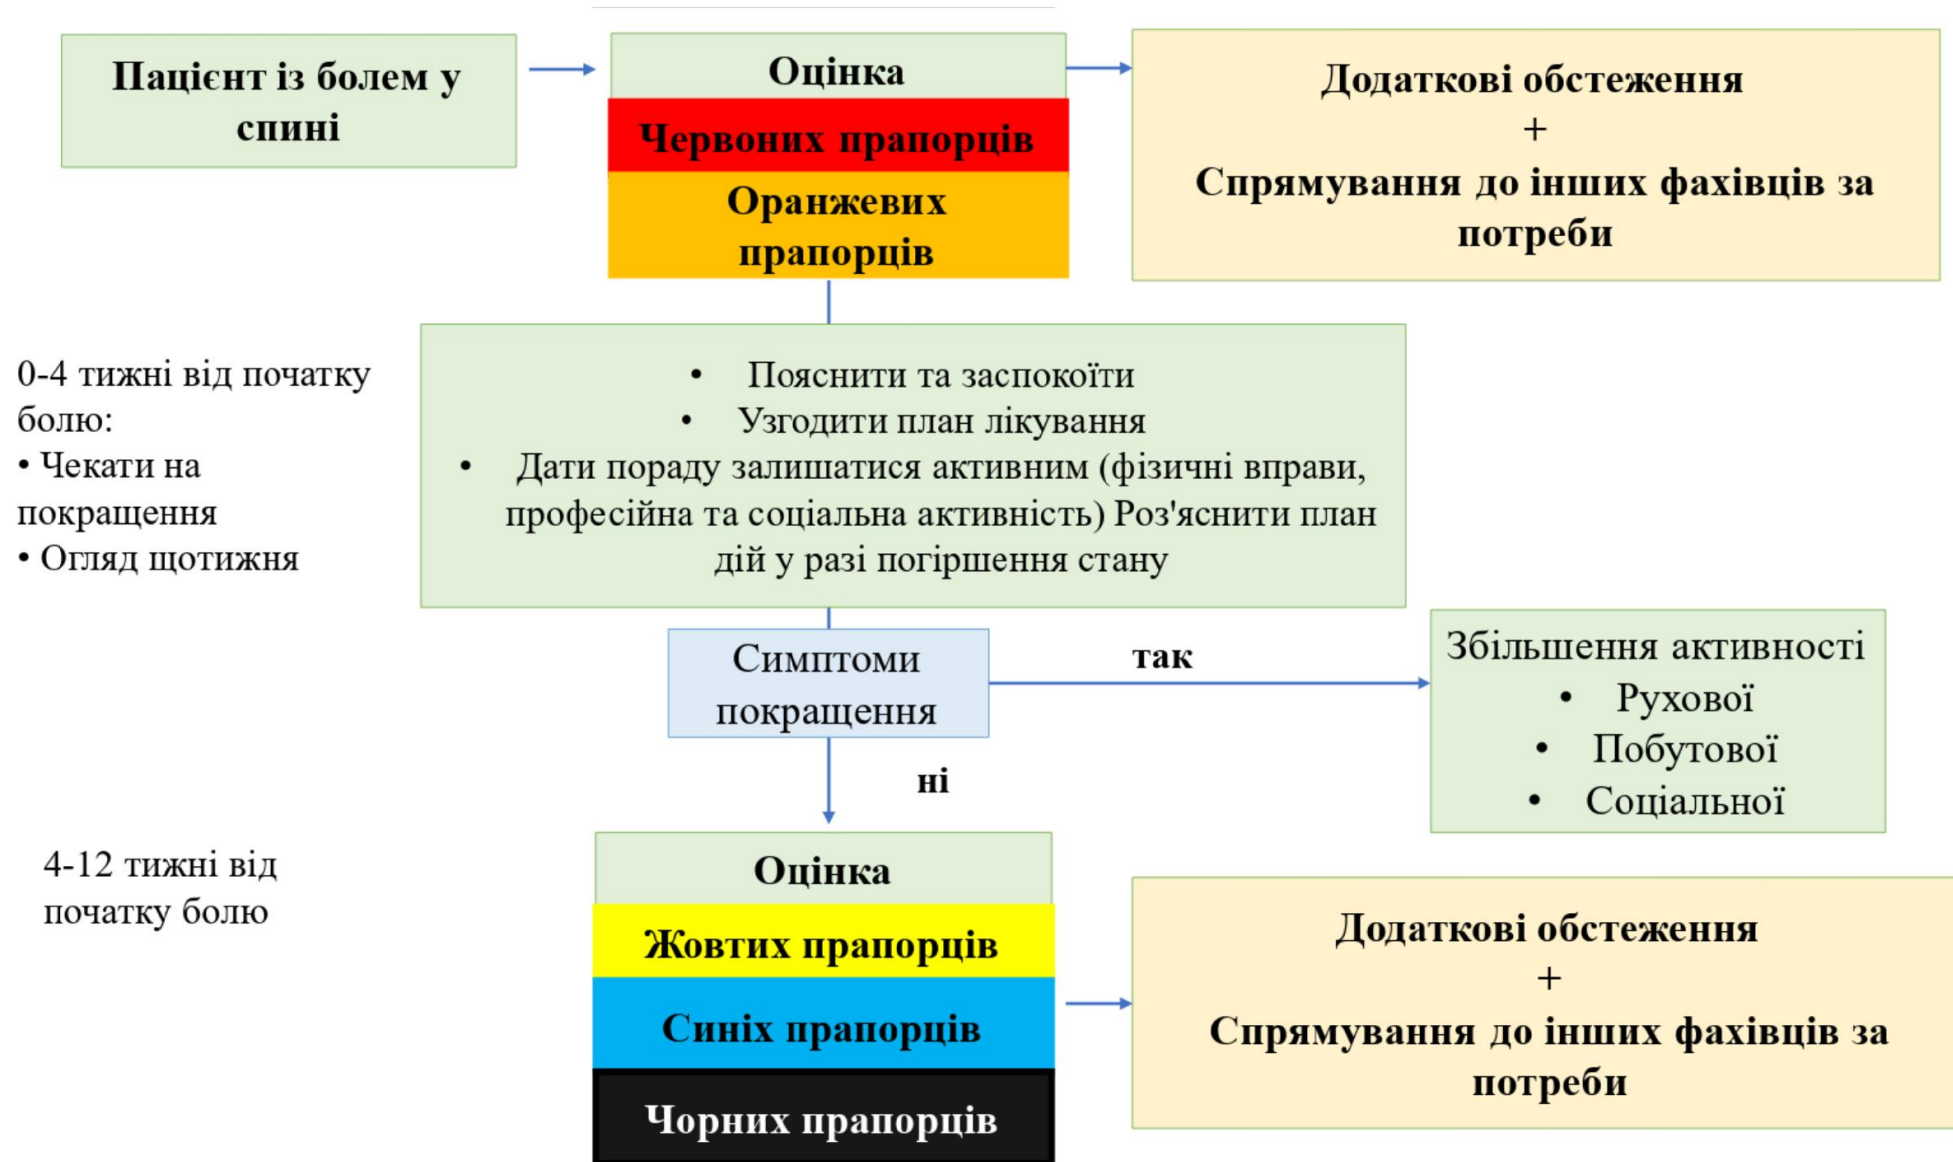 Пацієнт із болем у
спині
Оцінка
Червоних прапорців
Оранжевих
прапорців
Додаткові обстеження
+
Спрямування до інших фахівців за
потреби
0-4 тижні від початку
болю:
• Чекати на
покращення
• Огляд щотижня
• Пояснити та заспокоїти
• Узгодити план лікування
• Дати пораду залишатися активним (фізичні вправи,
професійна та соціальна активність) Роз'яснити план
дій у разі погіршення стану
Симптоми
покращення
так
Збільшення активності
• Рухової
• Побутової
• Соціальної
ні
4-12 тижні від
початку болю
Оцінка
Жовтих прапорців
Синіх прапорців
Чорних прапорців
Додаткові обстеження
+
Спрямування до інших фахівців за
потреби